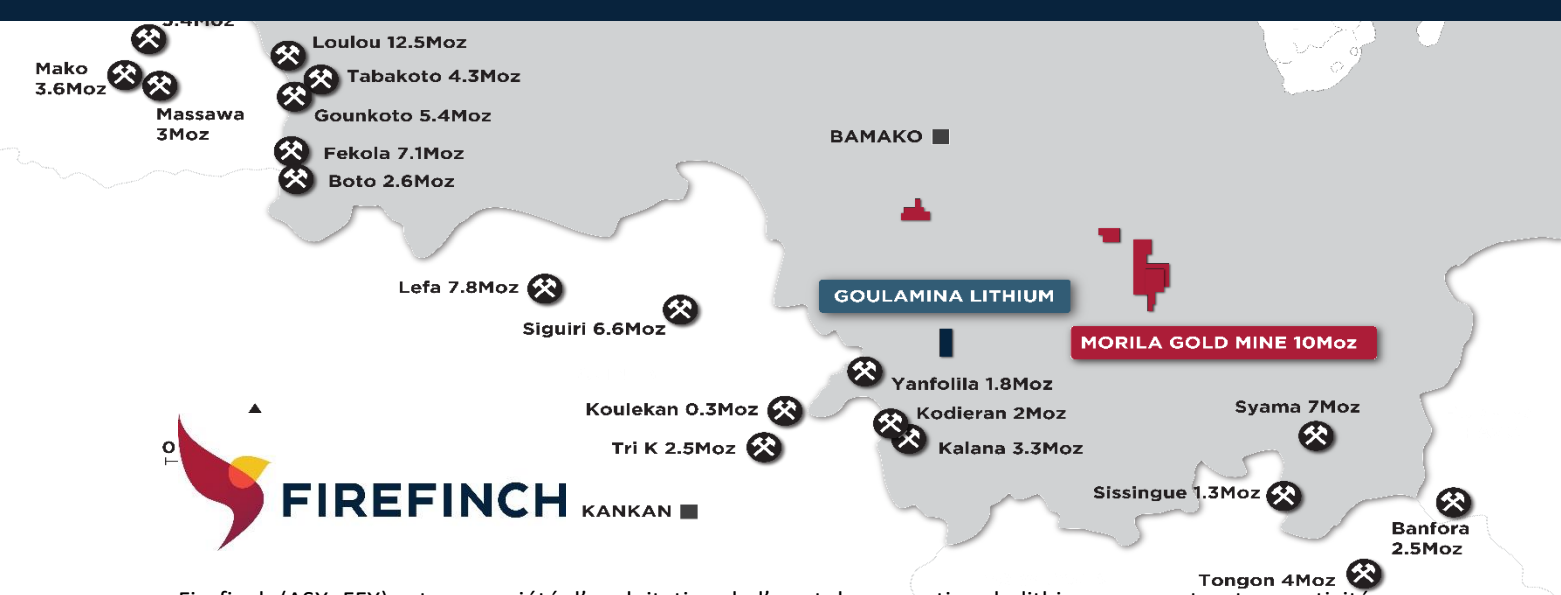 3.4Moz
Loulou 12.5Moz
Mako
3.6Moz
Tabakoto 4.3Moz
Massawa
3Moz
Gounkoto 5.4Moz
BAMAKO
Fekola 7.1Moz
Boto 2.6Moz
Lefa 7.8Moz
GOULAMINA LITHIUM
Siguiri 6.6Moz
MORILA GOLD MINE 10Moz
Yanfolila 1.8Moz
Koulekan 0.3Moz
Kodieran 2Moz
Syama 7Moz
Tri K 2.5Moz
Kalana 3.3Moz
0
FIREFINCH
KANKAN
Sissingue 1.3Moz
Banfora
2.5Moz
Tongon 4Moz